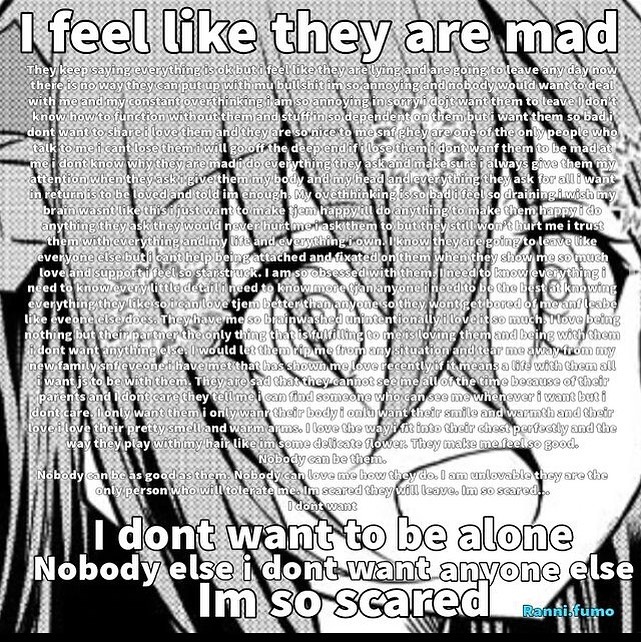 I feel like they are mad
They keep saying everything is ok but i feel like they are lying and are going to leave any day now
there is no way they can put up with mu bullshit im so annoying and nobody would want to deal
with me and my constant overthinking i am so annoying in sorry i dojt want them to leave I don't
know how to function without them and stuff in so dependent on them but i want them so bad i
dont want to share i love them and they are so nice to me snf ghey are one of the only people who
talk to me i cant lose them i will go off the deep end if i lose them i dont wanf them to be mad at
me i dont know why they are mad i do everything they ask and make sure i always give them my
attention when they ask i give them my body and my head and everything they ask for all i want
in return is to be loved and told im enough. My overthinking is so bad i feel so draining i wish my
brain wasnt like this i just want to make tjem happy il do anything to make them happy i do
anything they ask they would never hurt me i ask them to but they still won't hurt me i trust
them with everything and my life and everything i own. I know they are going to leave like
everyone else but i cant help being attached and fixated on them when they show me so much
love and support i feel so starstruck. I am so obsessed with them i need to know everything i
need to know every little detail i need to know more tjan anyone i need to be the best at knowing
everything they like so i can love tjem better than anyone so they wont get bored of me anf leabe
like eveone else does. They have me so brainwashed unintentionally i love it so much. I love being
nothing but their partner the only thing that is fulfilling to me is loving them and being with them
i dont want anything else. I would let them rip me from any situation and tear me away from my
new family snf eveone i have met that has shown me love recently if it means a life with them all
i want js to be with them. They are sad that they cannot see me all of the time because of their
parents and I dont care they tell me i can find someone who can see me whenever i want but i
dont care. I only want them i only wanr their body i onlu want their smile and warmth and their
love i love their pretty smell and warm arms. I love the way i fit into their chest perfectly and the
way they play with my hair like im some delicate flower. They make me feel so good.
Nobody can be them.
Nobody can be as good as them. Nobody can love me how they do. I am unlovable they are the
only person who will tolerate me. Im scared they will leave. Im so scared...
I dont want
I dont want to be alone
Nobody else i dont want anyone else
Im so scared
Ranni.fumo